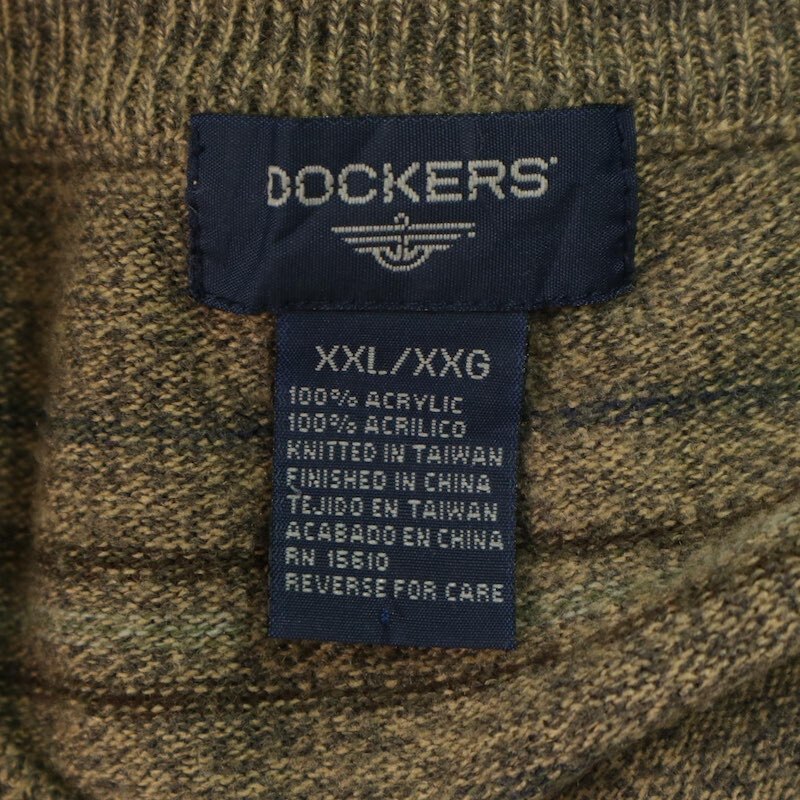 DOCKERS
XXL/XXG
100% ACRYLIC
100% ACRILICO
KNITTED IN TAIWAN
FINISHED IN CHINA
TEJIDO EN TAIWAN
ACABADO EN CHINA
RN 15610
REVERSE FOR CARE